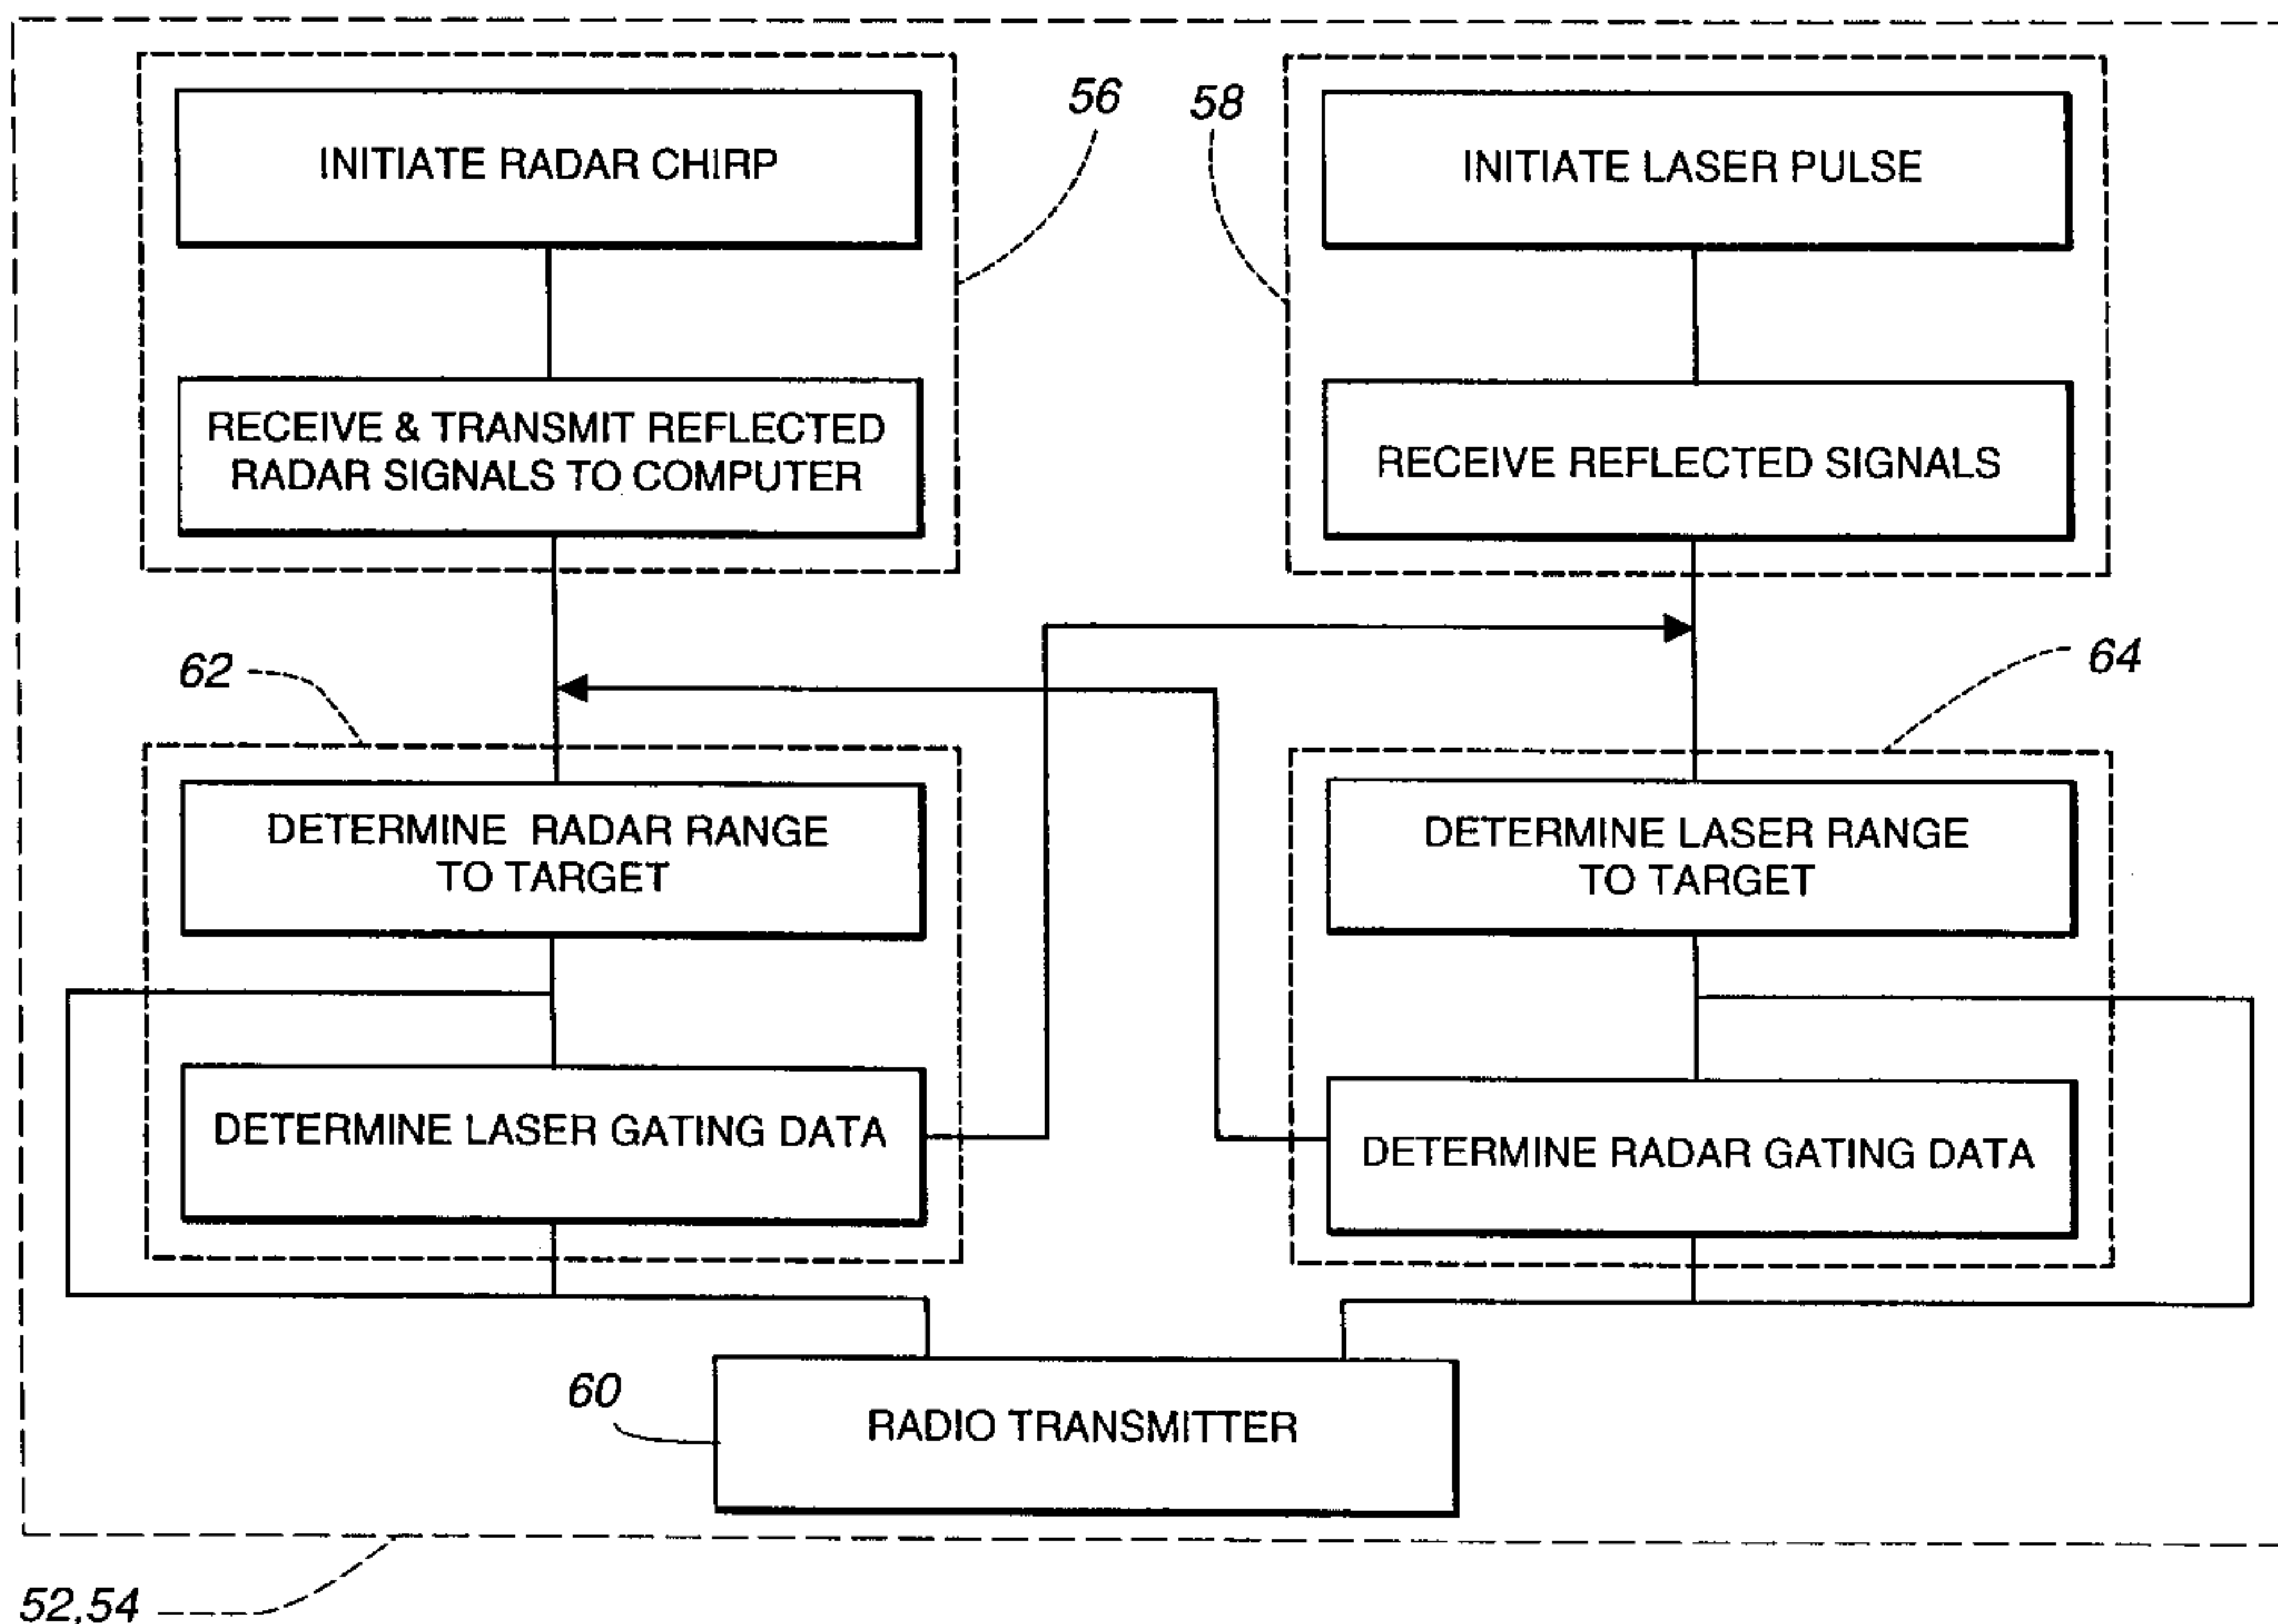 56
58
INITIATE RADAR CHIRP
INITIATE LASER PULSE
RECEIVE & TRANSMIT REFLECTED
RADAR SIGNALS TO COMPUTER
RECEIVE REFLECTED SIGNALS
62
64
DETERMINE RADAR RANGE
TO TARGET
DETERMINE LASER RANGE
TO TARGET
DETERMINE LASER GATING DATA
DETERMINE RADAR GATING DATA
60
RADIO TRANSMITTER
52,54